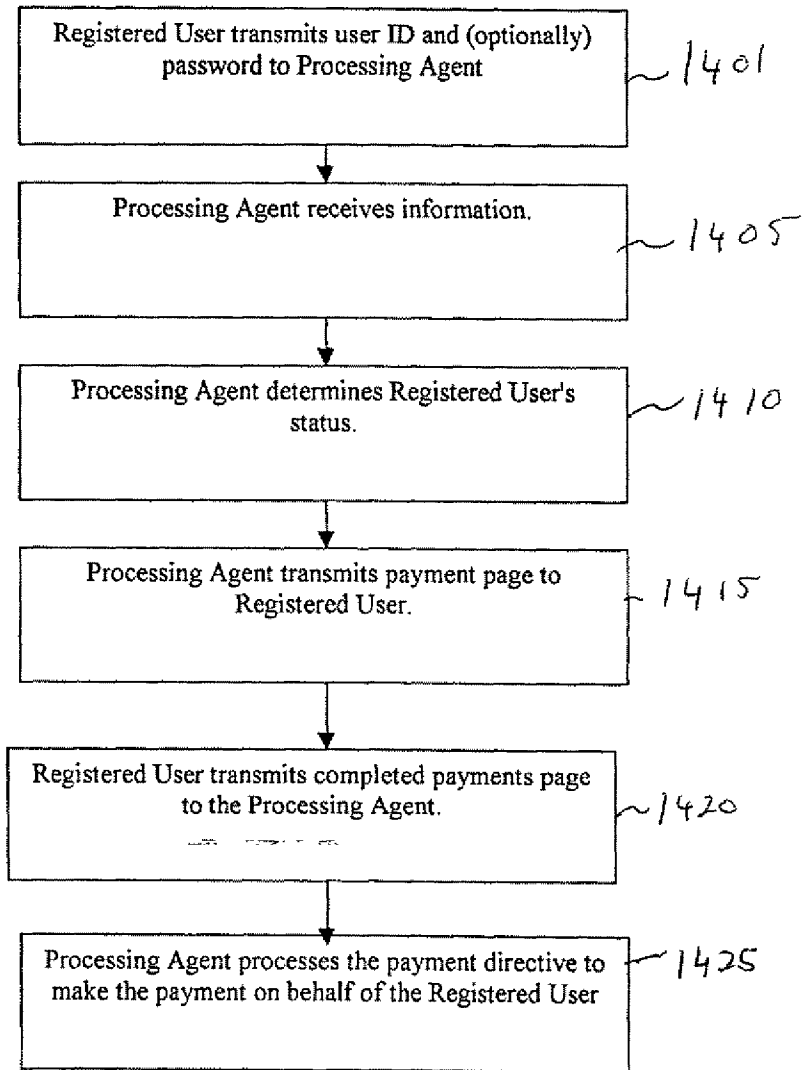 Registered User transmits user ID and (optionally)
password to Processing Agent
1401
Processing Agent receives information.
1405
Processing Agent determines Registered User's
status.
1410
Processing Agent transmits payment page to
Registered User.
1415
Registered User transmits completed payments page
to the Processing Agent.
1420
Processing Agent processes the payment directive to
make the payment on behalf of the Registered User
1425